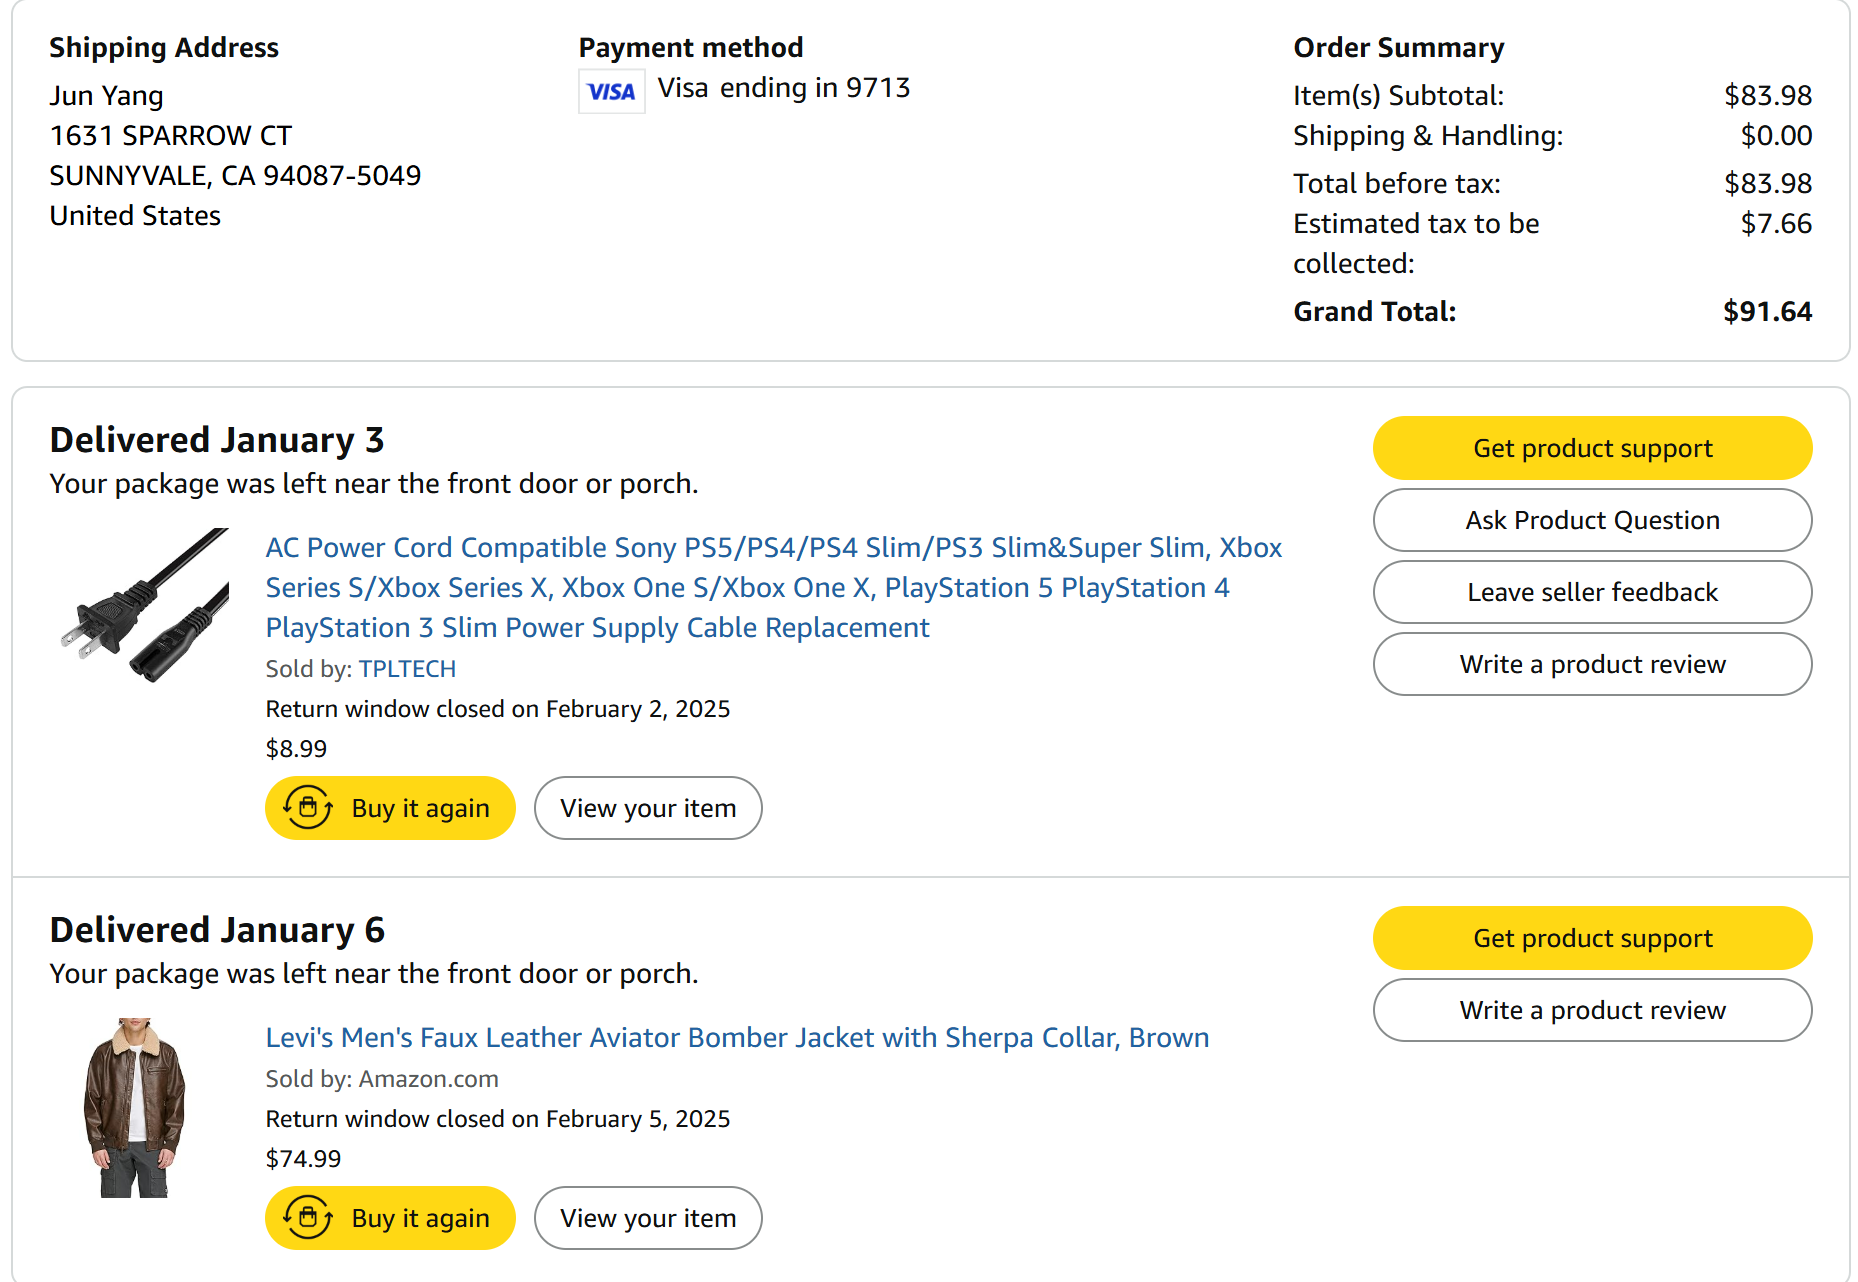 Shipping Address
Jun Yang
1631 SPARROW CT
SUNNYVALE, CA 94087-5049
United States
Payment method
VISA Visa ending in 9713
Order Summary
Item(s) Subtotal: $83.98
Shipping & Handling: $0.00
Total before tax: $83.98
Estimated tax to be $7.66
collected:
Grand Total: $91.64
Delivered January 3
Your package was left near the front door or porch.
AC Power Cord Compatible Sony PS5/PS4/PS4 Slim/PS3 Slim&Super Slim, Xbox
Series S/Xbox Series X, Xbox One S/Xbox One X, PlayStation 5 PlayStation 4
PlayStation 3 Slim Power Supply Cable Replacement
Sold by: TPLTECH
Return window closed on February 2, 2025
$8.99
Buy it again
View your item
Get product support
Ask Product Question
Leave seller feedback
Write a product review
Delivered January 6
Your package was left near the front door or porch.
Levi's Men's Faux Leather Aviator Bomber Jacket with Sherpa Collar, Brown
Sold by: Amazon.com
Return window closed on February 5, 2025
$74.99
Buy it again
View your item
Get product support
Write a product review